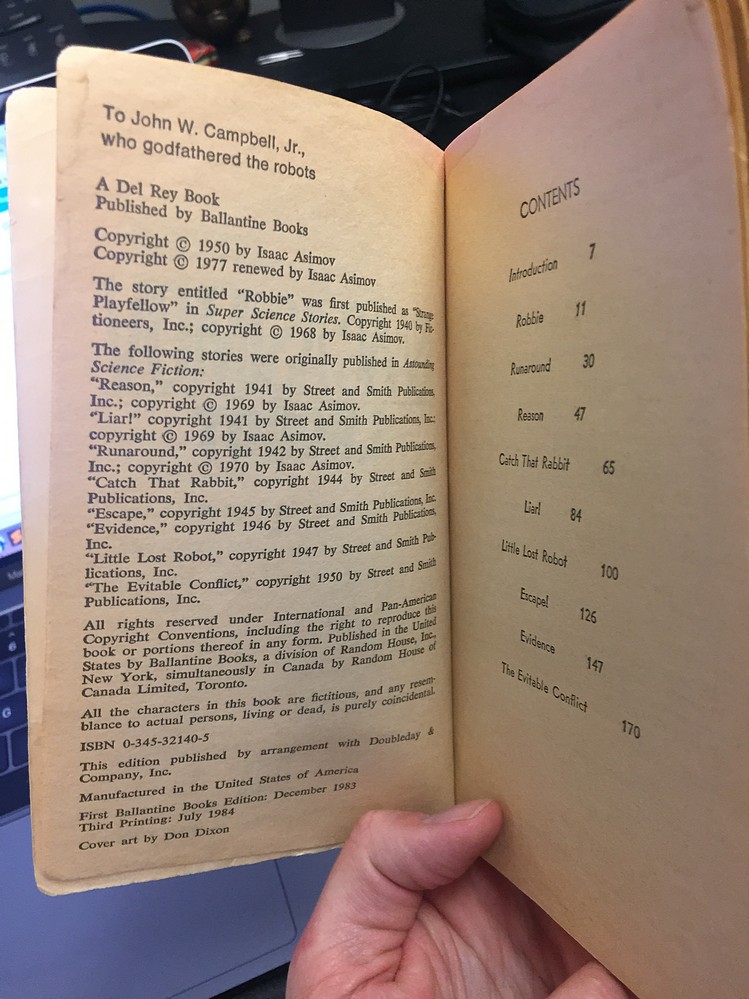 To John W. Campbell, Jr.,
who godfathered the robots
A Del Rey Book
Published by Ballantine Books
Copyright © 1950 by Isaac Asimov
Copyright © 1977 renewed by Isaac Asimov
The story entitled “Robbie” was first published as “Strange
Playfellow” in Super Science Stories. Copyright 1940 by Fic-
tioneers, Inc.; copyright © 1968 by Isaac Asimov.
The following stories were originally published in Astounding
Science Fiction:
“Reason,” copyright 1941 by Street and Smith Publications,
Inc.; copyright © 1969 by Isaac Asimov.
“Liar!” copyright 1941 by Street and Smith Publications, Inc.;
copyright © 1969 by Isaac Asimov.
“Runaround,” copyright 1942 by Street and Smith Publications,
Inc.; copyright © 1970 by Isaac Asimov.
“Catch That Rabbit,” copyright 1944 by Street and Smith
Publications, Inc.
“Escape,” copyright 1945 by Street and Smith Publications, Inc.
“Evidence,” copyright 1946 by Street and Smith Publications,
Inc.
“Little Lost Robot,” copyright 1947 by Street and Smith Pub-
lications, Inc.
“The Evitable Conflict,” copyright 1950 by Street and Smith
Publications, Inc.
All rights reserved under International and Pan-American
Copyright Conventions, including the right to reproduce this
book or portions thereof in any form. Published in the United
States by Ballantine Books, a division of Random House, Inc.,
New York, simultaneously in Canada by Random House of
Canada Limited, Toronto.
All the characters in this book are fictitious, and any resem-
blance to actual persons, living or dead, is purely coincidental.
ISBN 0-345-32140-5
This edition published by arrangement with Doubleday &
Company, Inc.
Manufactured in the United States of America
First Ballantine Books Edition: December 1983
Third Printing: July 1984
Cover art by Don Dixon
CONTENTS
Introduction 7
Robbie 11
Runaround 30
Reason 47
Catch That Rabbit 65
Liar! 84
Little Lost Robot 100
Escape! 126
Evidence 147
The Evitable Conflict 170